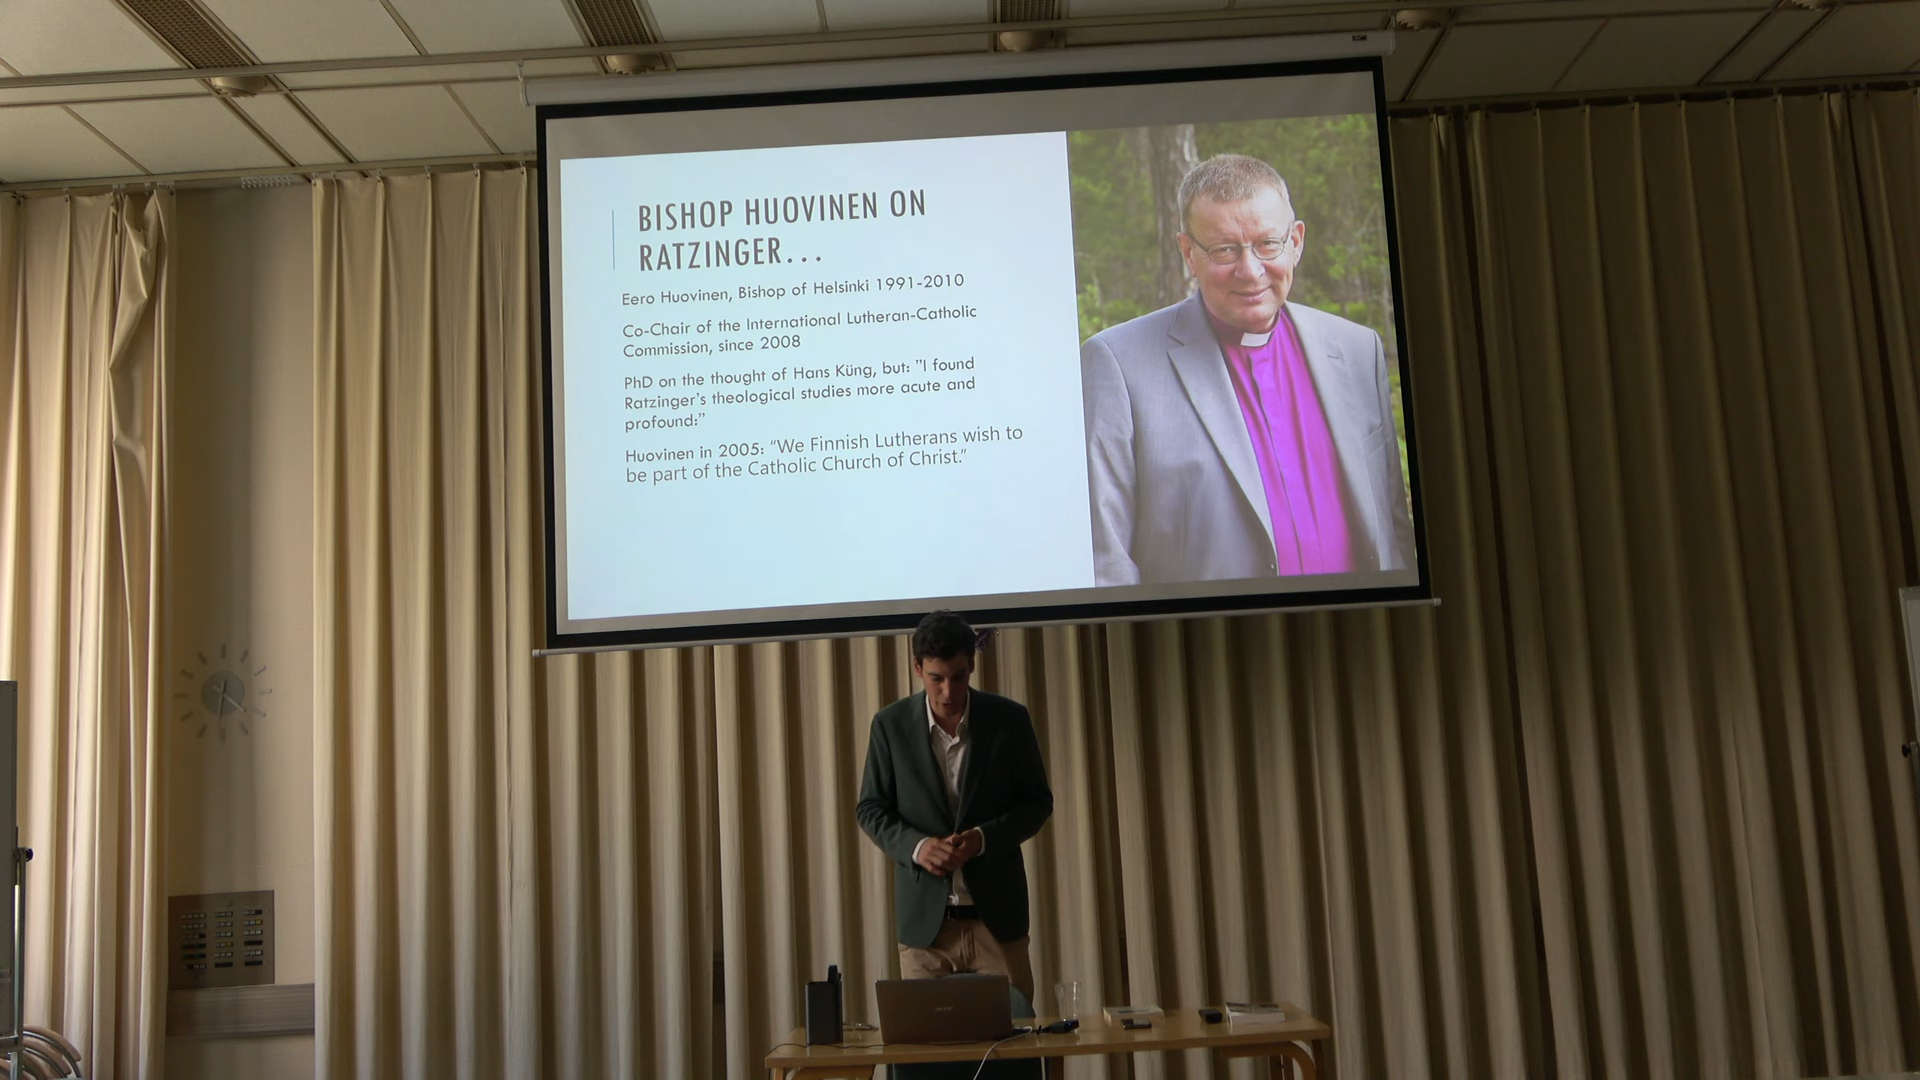 BISHOP HUOVINEN ON
RATZINGER...
Eero Huovinen, Bishop of Helsinki 1991-2010
Co-Chair of the International Lutheran-Catholic
Commission, since 2008
PhD on the thought of Hans Küng, but: "I found
Ratzinger's theological studies more acute and
profound:"
Huovinen in 2005: "We Finnish Lutherans wish to
be part of the Catholic Church of Christ."
acer